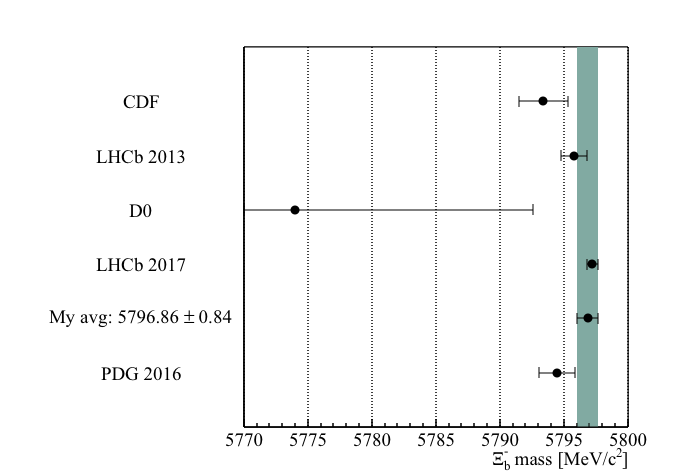 CDF
LHCb 2013
D0
LHCb 2017
My avg: 5796.86 ± 0.84
PDG 2016
5770 5775 5780 5785 5790 5795 5800
Ξb⁻ mass [MeV/c²]